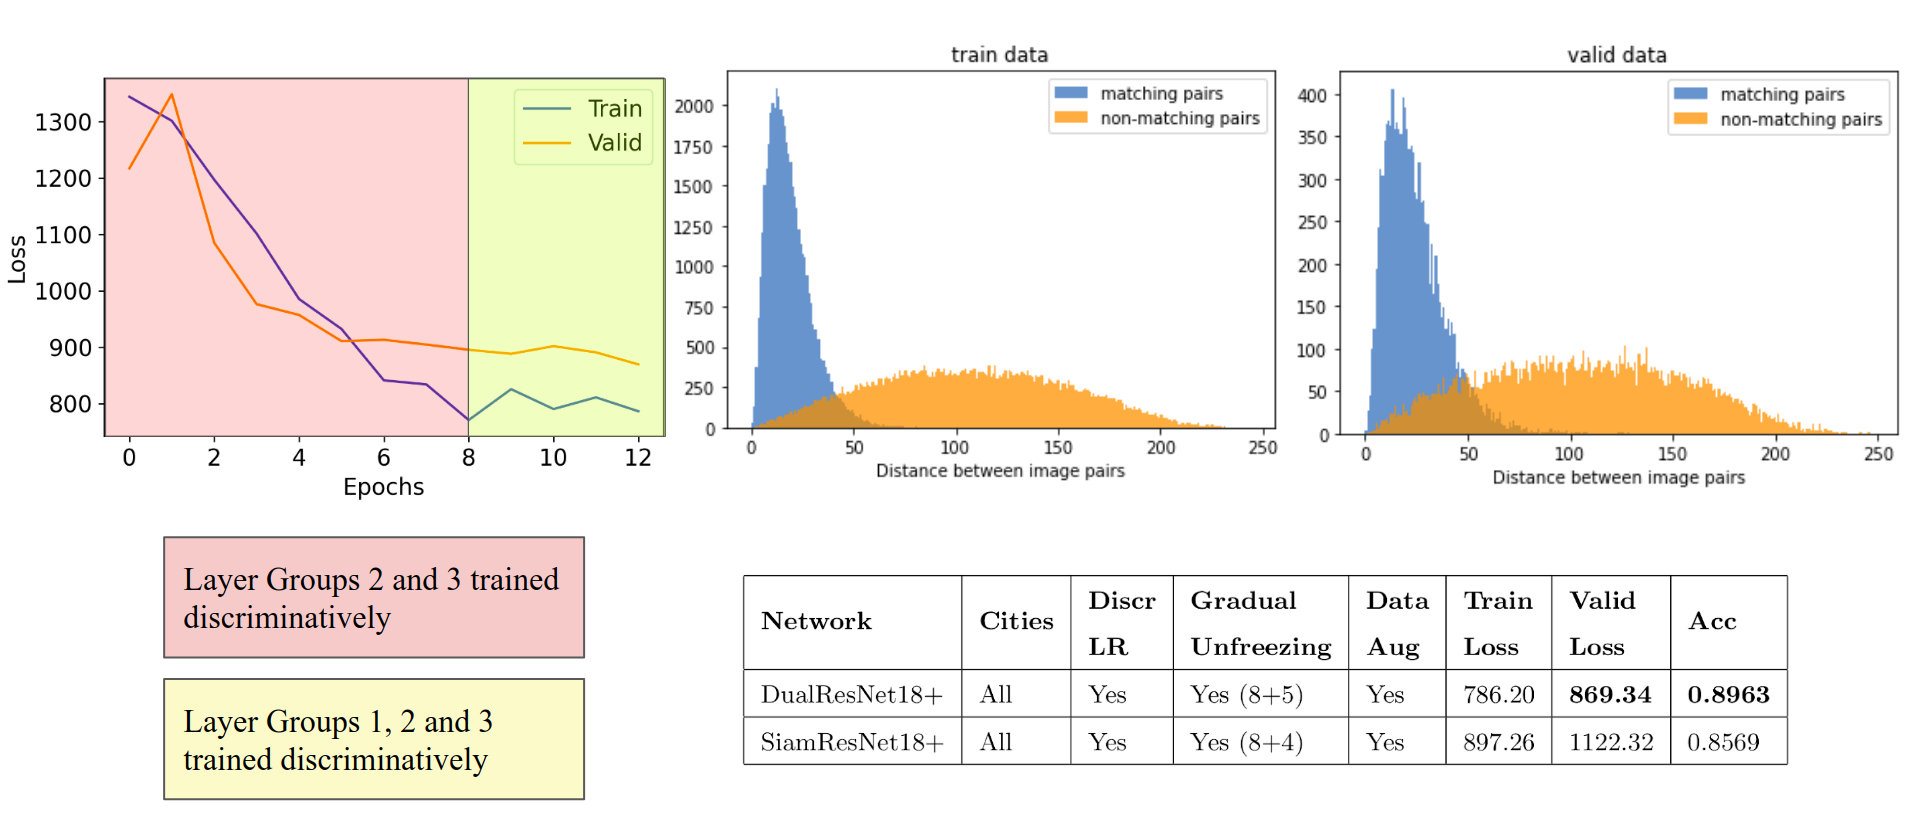 1300
1200
1100
1000
900
800
Loss
0 2 4 6 8 10 12
Epochs
Train
Valid
train data
matching pairs
non-matching pairs
2000
1750
1500
1250
1000
750
500
250
0
0 50 100 150 200 250
Distance between image pairs
valid data
matching pairs
non-matching pairs
400
350
300
250
200
150
100
50
0
0 50 100 150 200 250
Distance between image pairs
Layer Groups 2 and 3 trained
discriminatively
Layer Groups 1, 2 and 3
trained discriminatively
Network Cities Discr LR Gradual Unfreezing Data Aug Train Loss Valid Loss Acc
DualResNet18+ All Yes Yes (8+5) Yes 786.20 869.34 0.8963
SiamResNet18+ All Yes Yes (8+4) Yes 897.26 1122.32 0.8569